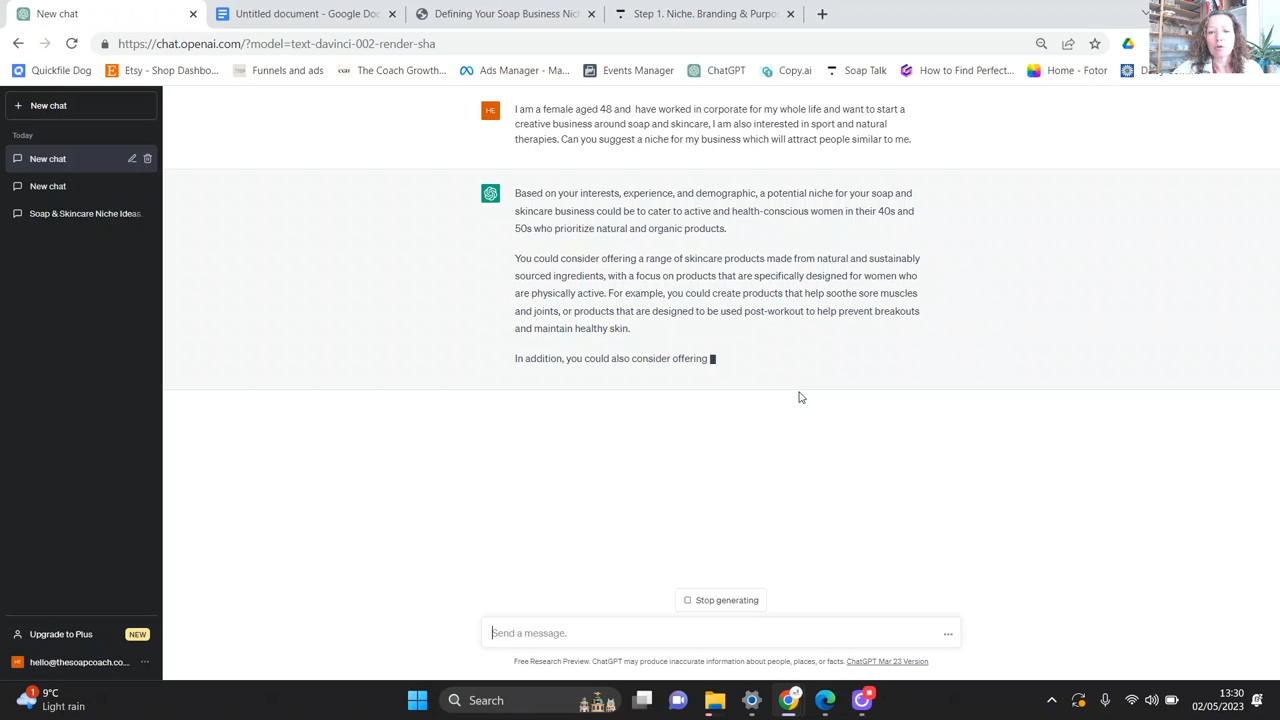 New chat
Untitled document - Google Doc
Defining Your Soap Business Nich
Step 1. Niche. Branding & Purpo
https://chat.openai.com/?model=text-davinci-002-render-sha
Quickfile Dog
Etsy - Shop Dashbo...
Funnels and ads
The Coach Growth...
Ads Manager - Ma...
Events Manager
ChatGPT
Copy.ai
Soap Talk
How to Find Perfect...
Home - Fotor
+ New chat
Today
New chat
New chat
Soap & Skincare Niche Ideas.
HE
I am a female aged 48 and have worked in corporate for my whole life and want to start a
creative business around soap and skincare, I am also interested in sport and natural
therapies. Can you suggest a niche for my business which will attract people similar to me.
Based on your interests, experience, and demographic, a potential niche for your soap and
skincare business could be to cater to active and health-conscious women in their 40s and
50s who prioritize natural and organic products.
You could consider offering a range of skincare products made from natural and sustainably
sourced ingredients, with a focus on products that are specifically designed for women who
are physically active. For example, you could create products that help soothe sore muscles
and joints, or products that are designed to be used post-workout to help prevent breakouts
and maintain healthy skin.
In addition, you could also consider offering
Stop generating
Send a message.
Free Research Preview. ChatGPT may produce inaccurate information about people, places, or facts. ChatGPT Mar 23 Version
Upgrade to Plus
NEW
HE
hello@thesoapcoach.co...
1
9°C
Light rain
Search
13:30
02/05/2023